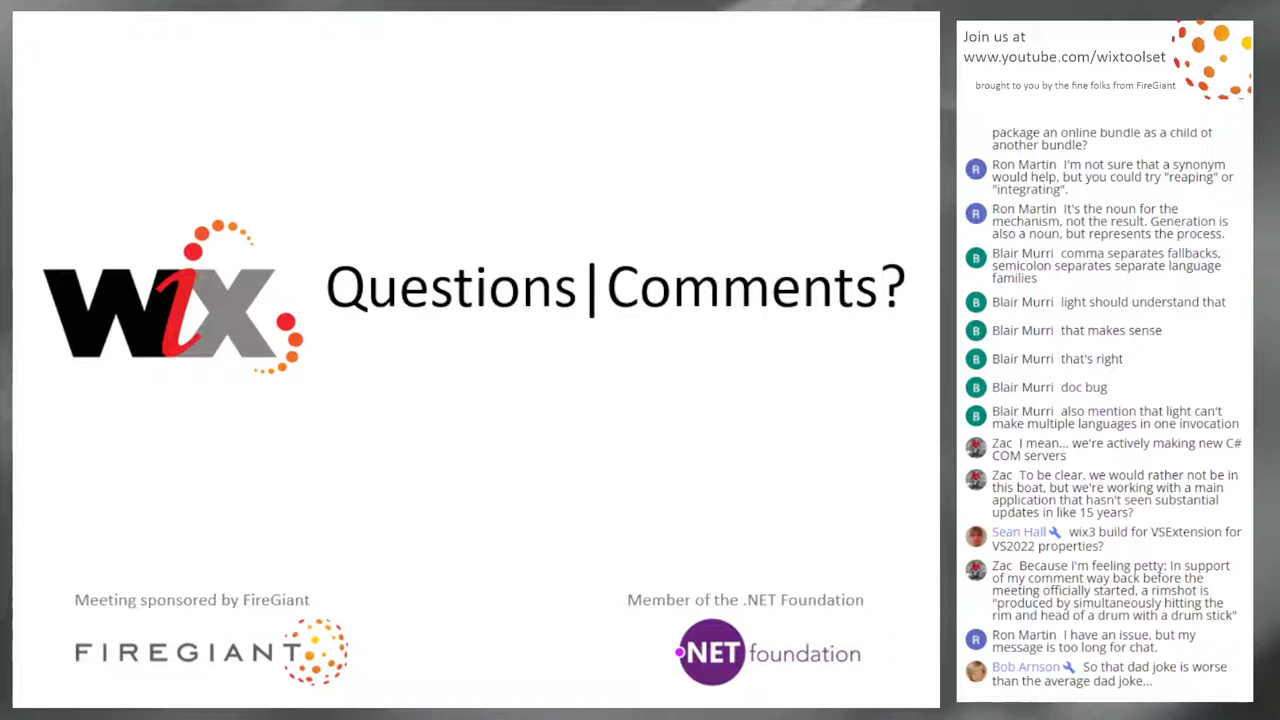 WiX
Questions|Comments?
Meeting sponsored by FireGiant
FIREGIANT
Member of the .NET Foundation
.NET foundation
Join us at
www.youtube.com/wixtoolset
brought to you by the fine folks from FireGiant
package an online bundle as a child of
another bundle?
R Ron Martin I'm not sure that a synonym
would help, but you could try "reaping" or
"integrating".
R Ron Martin It's the noun for the
mechanism, not the result. Generation is
also a noun, but represents the process.
B Blair Murri comma separates fallbacks,
semicolon separates separate language
families
B Blair Murri light should understand that
B Blair Murri that makes sense
B Blair Murri that's right
B Blair Murri doc bug
B Blair Murri also mention that light can't
make multiple languages in one invocation
Zac I mean... we're actively making new C#
COM servers
Zac To be clear, we would rather not be in
this boat, but we're working with a main
application that hasn't seen substantial
updates in like 15 years?
Sean Hall wix3 build for VSExtension for
VS2022 properties?
Zac Because I'm feeling petty: In support
of my comment way back before the
meeting officially started, a rimshot is
"produced by simultaneously hitting the
rim and head of a drum with a drum stick"
R Ron Martin I have an issue, but my
message is too long for chat.
Bob Arnson So that dad joke is worse
than the average dad joke...